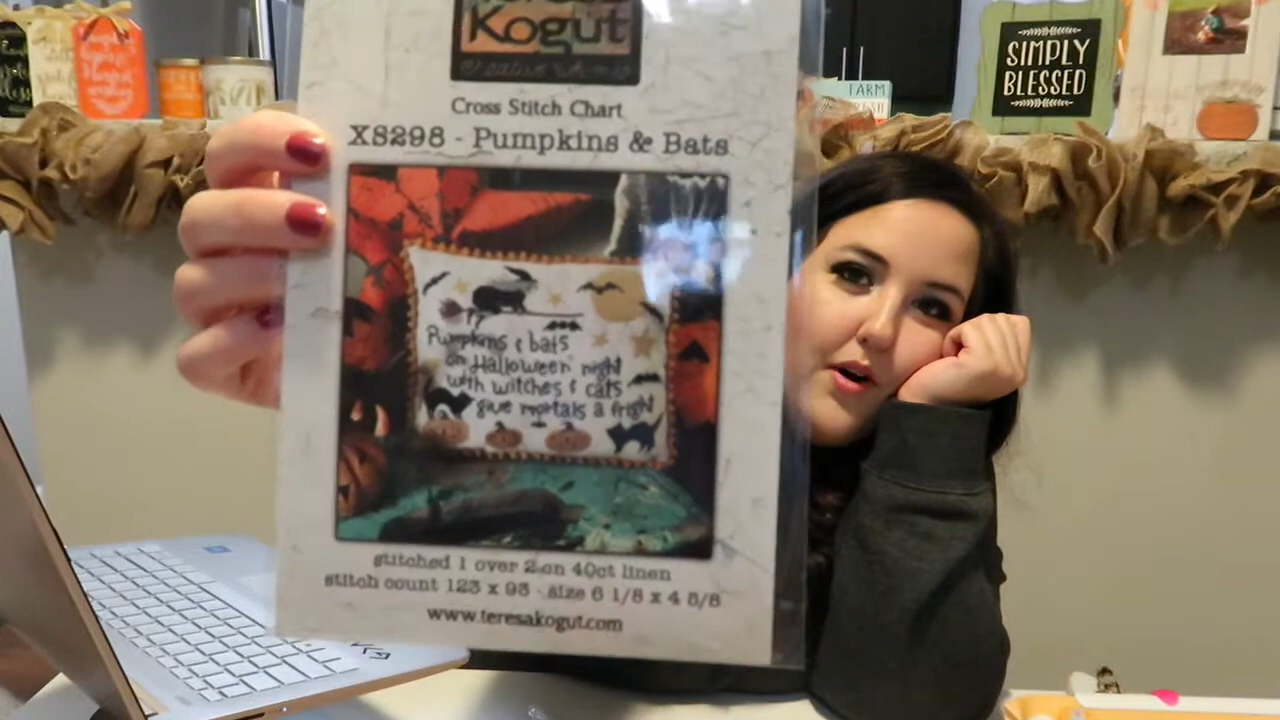 Kogut
Cross Stitch Chart
XS298 - Pumpkins & Bats
Pumpkins & bats
on Halloween night
with witches & cats
give mortals a fright
stitched 1 over 2 on 40ct linen
stitch count 123 x 93 - size 6 1/8 x 4 5/8
www.teresakogut.com
FARM
SIMPLY
BLESSED